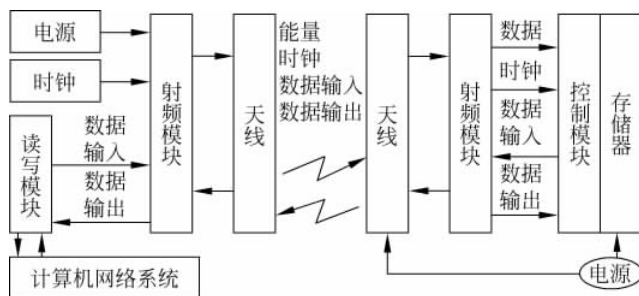 电源
时钟
读写模块
数据
输入
数据
输出
计算机网络系统
射频模块
天线
能量
时钟
数据输入
数据输出
天线
射频模块
数据
时钟
数据
输入
数据
输出
控制模块
存储器
电源